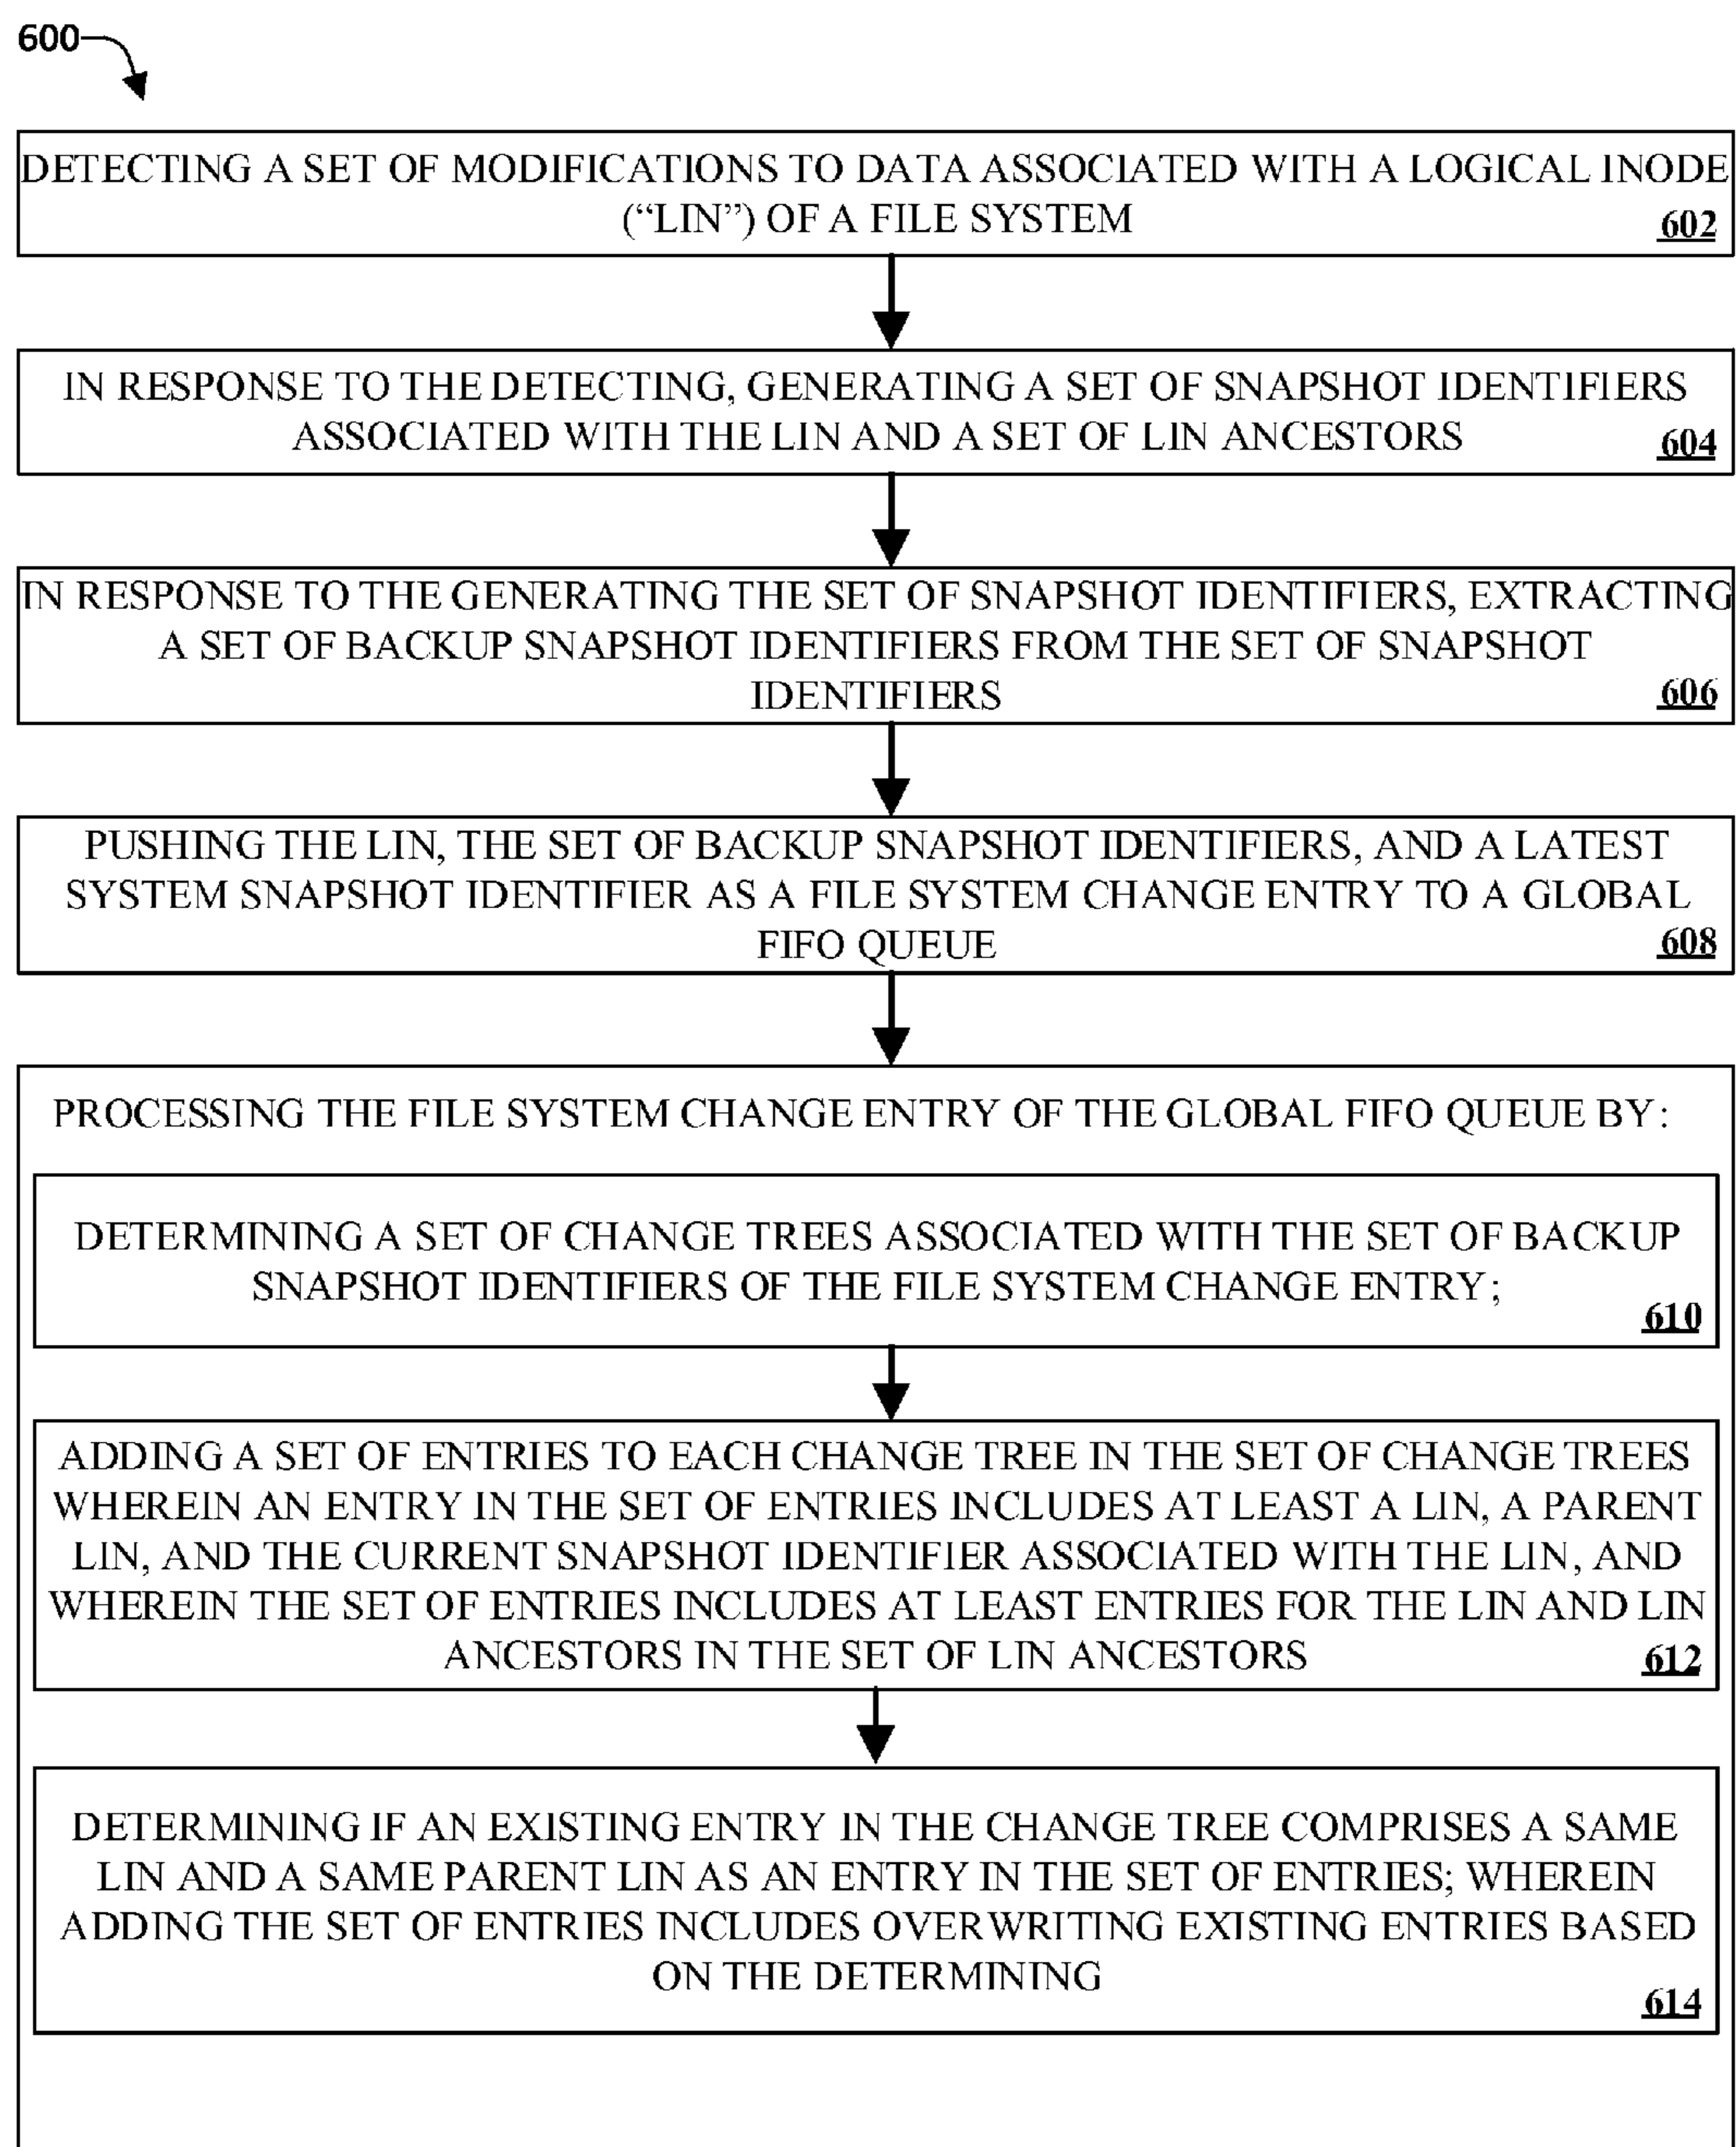 600
DETECTING A SET OF MODIFICATIONS TO DATA ASSOCIATED WITH A LOGICAL INODE
(“LIN”) OF A FILE SYSTEM
602
IN RESPONSE TO THE DETECTING, GENERATING A SET OF SNAPSHOT IDENTIFIERS
ASSOCIATED WITH THE LIN AND A SET OF LIN ANCESTORS
604
IN RESPONSE TO THE GENERATING THE SET OF SNAPSHOT IDENTIFIERS, EXTRACTING
A SET OF BACKUP SNAPSHOT IDENTIFIERS FROM THE SET OF SNAPSHOT
IDENTIFIERS
606
PUSHING THE LIN, THE SET OF BACKUP SNAPSHOT IDENTIFIERS, AND A LATEST
SYSTEM SNAPSHOT IDENTIFIER AS A FILE SYSTEM CHANGE ENTRY TO A GLOBAL
FIFO QUEUE
608
PROCESSING THE FILE SYSTEM CHANGE ENTRY OF THE GLOBAL FIFO QUEUE BY:
DETERMINING A SET OF CHANGE TREES ASSOCIATED WITH THE SET OF BACKUP
SNAPSHOT IDENTIFIERS OF THE FILE SYSTEM CHANGE ENTRY;
610
ADDING A SET OF ENTRIES TO EACH CHANGE TREE IN THE SET OF CHANGE TREES
WHEREIN AN ENTRY IN THE SET OF ENTRIES INCLUDES AT LEAST A LIN, A PARENT
LIN, AND THE CURRENT SNAPSHOT IDENTIFIER ASSOCIATED WITH THE LIN, AND
WHEREIN THE SET OF ENTRIES INCLUDES AT LEAST ENTRIES FOR THE LIN AND LIN
ANCESTORS IN THE SET OF LIN ANCESTORS
612
DETERMINING IF AN EXISTING ENTRY IN THE CHANGE TREE COMPRISES A SAME
LIN AND A SAME PARENT LIN AS AN ENTRY IN THE SET OF ENTRIES; WHEREIN
ADDING THE SET OF ENTRIES INCLUDES OVERWRITING EXISTING ENTRIES BASED
ON THE DETERMINING
614